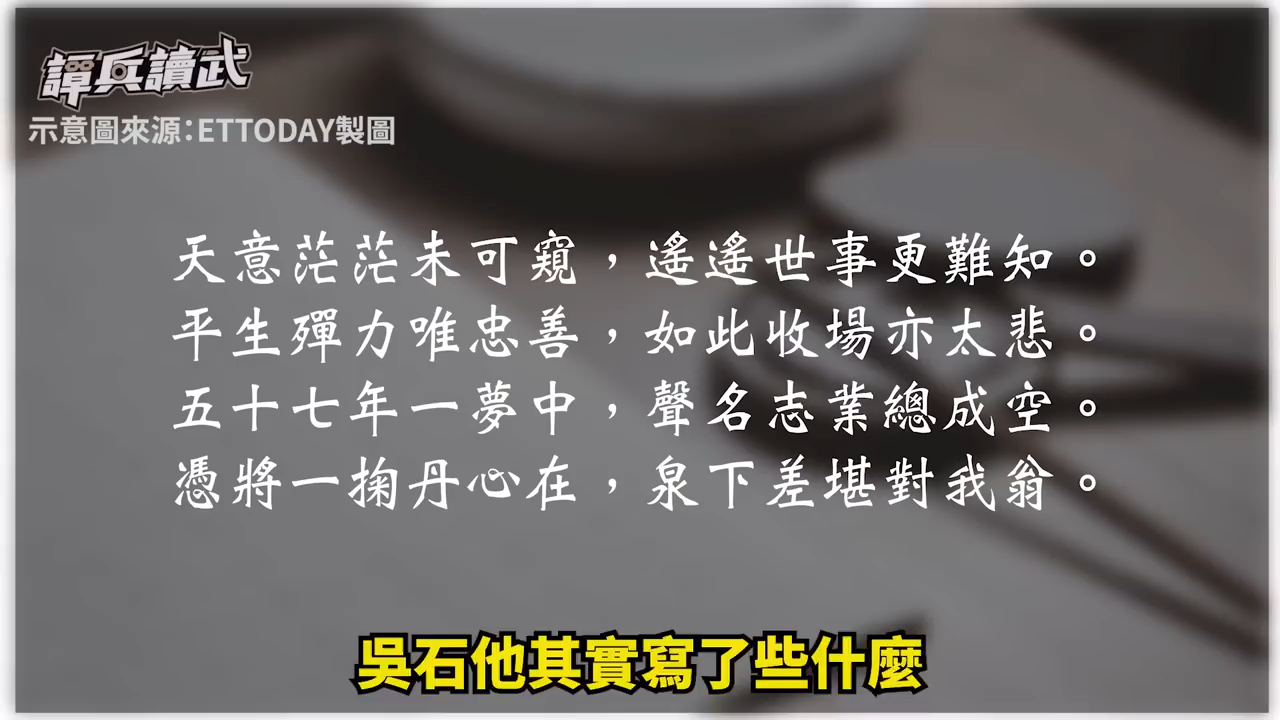 譚兵讀武
示意圖來源：ETTODAY製圖
天意茫茫未可窺，遙遙世事更難知。
平生殫力唯忠善，如此收場亦太悲。
五十七年一夢中，聲名志業總成空。
憑將一掬丹心在，泉下差堪對我翁。
吳石他其實寫了些什麼